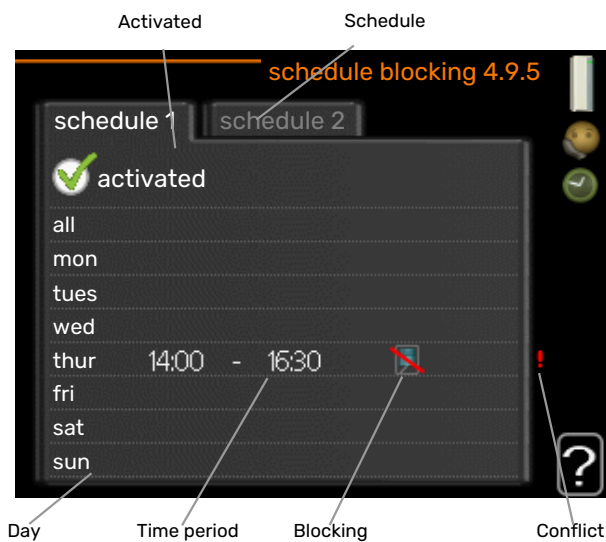 Activated Schedule
schedule blocking 4.9.5
schedule 1 schedule 2
activated
all
mon
tues
wed
thur 14:00 - 16:30 !
fri
sat
sun
?
Day Time period Blocking Conflict